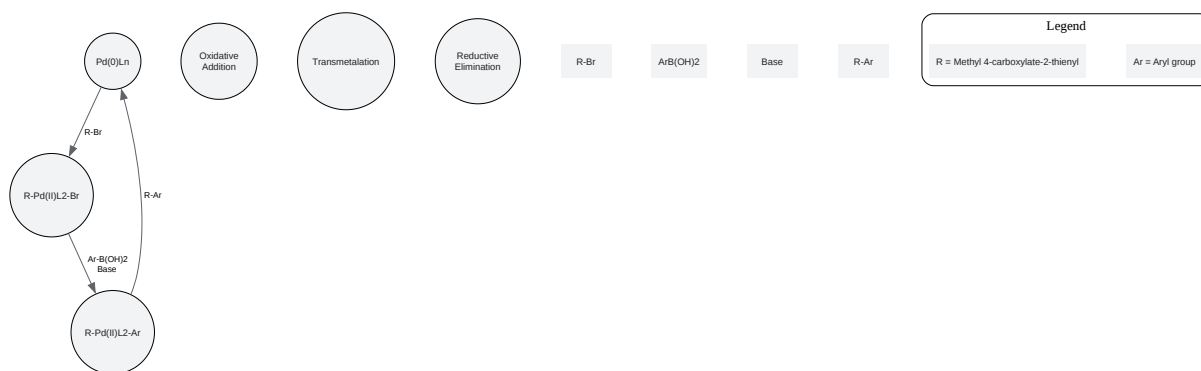 Legend
Pd(0)Ln
Oxidative
Addition
Transmetalation
Reductive
Elimination
R-Br
ArB(OH)2
Base
R-Ar
R = Methyl 4-carboxylate-2-thienyl
Ar = Aryl group
R-Br
R-Pd(II)L2-Br
R-Ar
Ar-B(OH)2
Base
R-Pd(II)L2-Ar